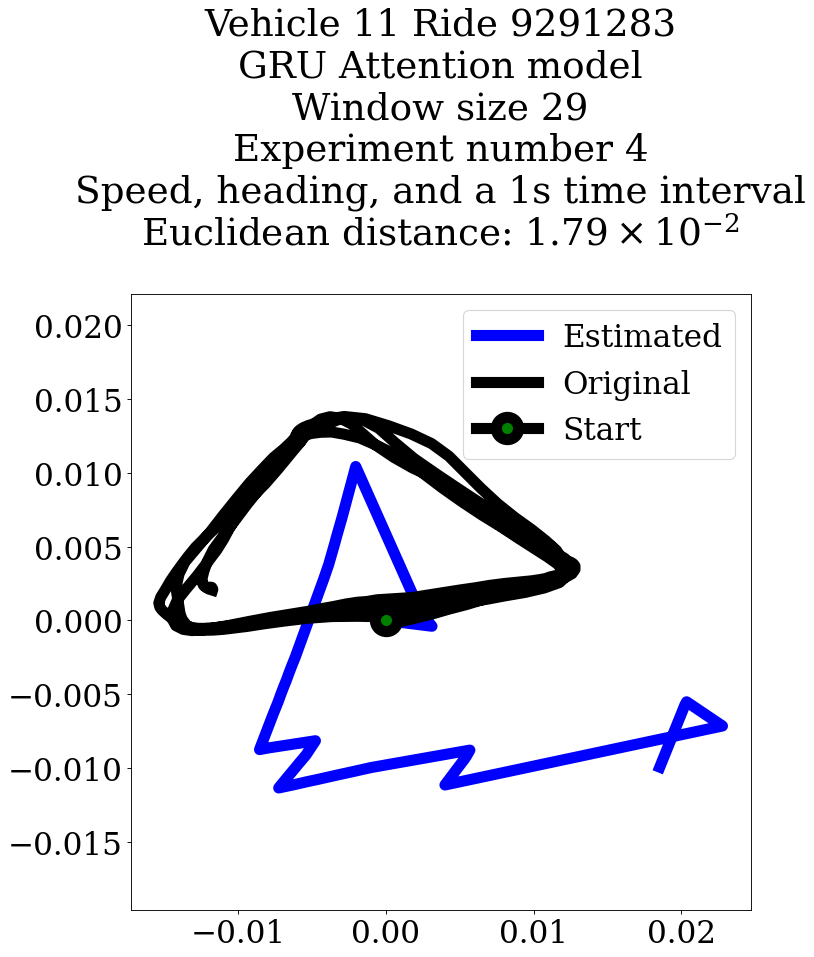 Vehicle 11 Ride 9291283
GRU Attention model
Window size 29
Experiment number 4
Speed, heading, and a 1s time interval
Euclidean distance: 1.79 × 10⁻²
Estimated
Original
Start
0.020
0.015
0.010
0.005
0.000
−0.005
−0.010
−0.015
−0.01 0.00 0.01 0.02